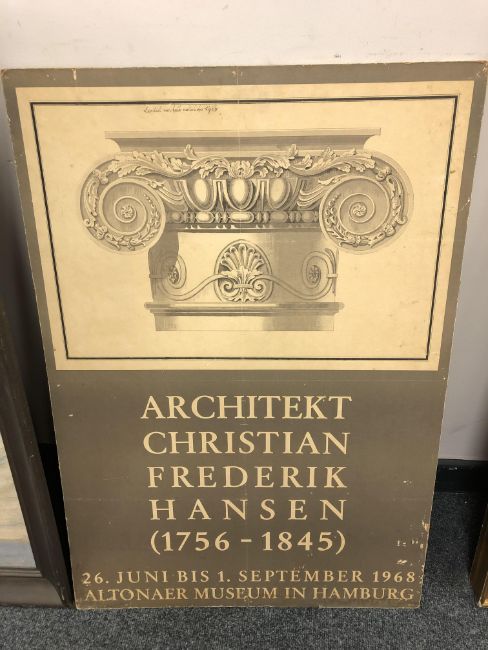 ARCHITEKT
CHRISTIAN
FREDERIK
HANSEN
(1756 - 1845)
26. JUNI BIS 1. SEPTEMBER 1968
ALTONAER MUSEUM IN HAMBURG